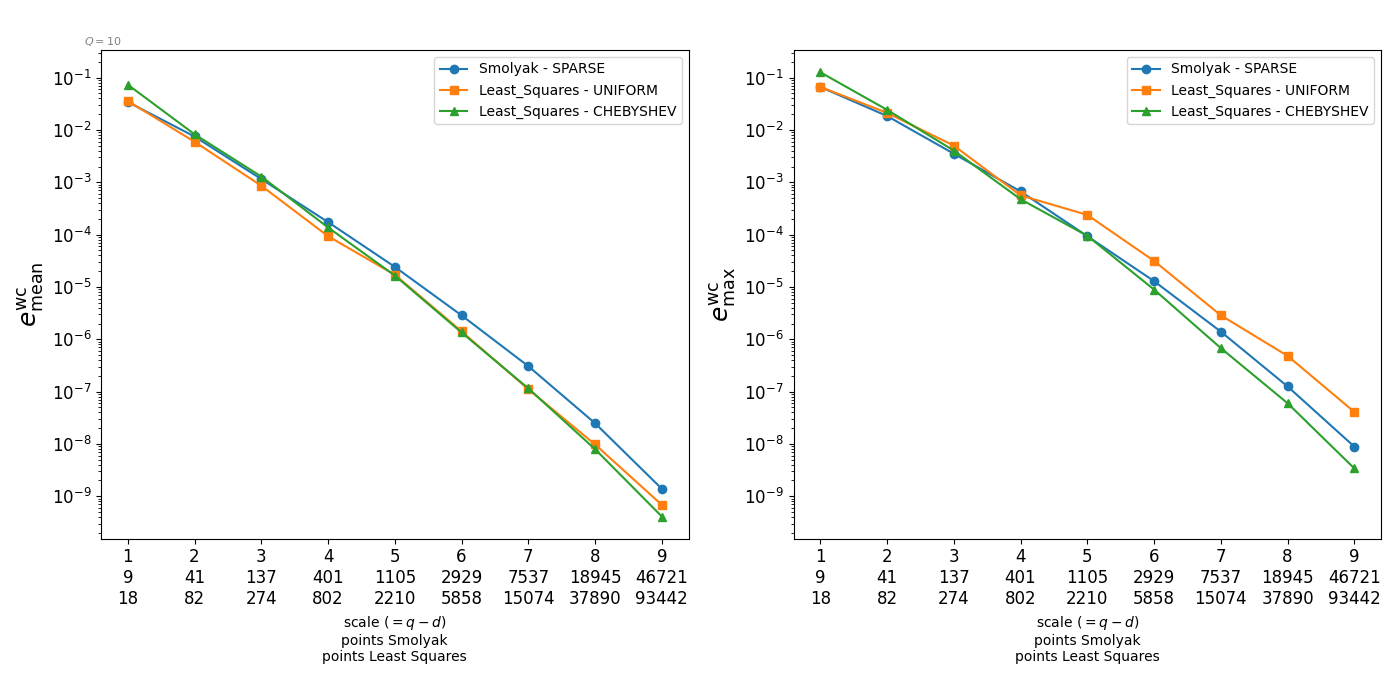 Q = 10
Smolyak - SPARSE
Least_Squares - UNIFORM
Least_Squares - CHEBYSHEV
10⁻¹
10⁻²
10⁻³
10⁻⁴
10⁻⁵
10⁻⁶
10⁻⁷
10⁻⁸
10⁻⁹
e^wc_mean
1 2 3 4 5 6 7 8 9
9 41 137 401 1105 2929 7537 18945 46721
18 82 274 802 2210 5858 15074 37890 93442
scale (= q − d)
points Smolyak
points Least Squares
Smolyak - SPARSE
Least_Squares - UNIFORM
Least_Squares - CHEBYSHEV
10⁻¹
10⁻²
10⁻³
10⁻⁴
10⁻⁵
10⁻⁶
10⁻⁷
10⁻⁸
10⁻⁹
e^wc_max
1 2 3 4 5 6 7 8 9
9 41 137 401 1105 2929 7537 18945 46721
18 82 274 802 2210 5858 15074 37890 93442
scale (= q − d)
points Smolyak
points Least Squares